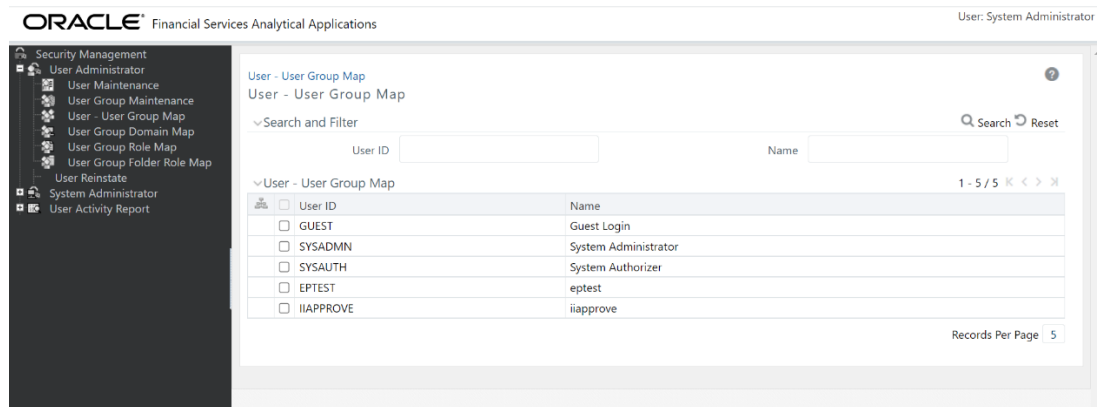 ORACLE® Financial Services Analytical Applications
User: System Administrator
Security Management
User Administrator
User Maintenance
User Group Maintenance
User - User Group Map
User Group Domain Map
User Group Role Map
User Group Folder Role Map
User Reinstate
System Administrator
User Activity Report
User - User Group Map
User - User Group Map
Search and Filter
Search Reset
User ID Name
User - User Group Map
1 - 5 / 5
User ID Name
GUEST Guest Login
SYSADMN System Administrator
SYSAUTH System Authorizer
EPTEST eptest
IIAPPROVE iiapprove
Records Per Page 5